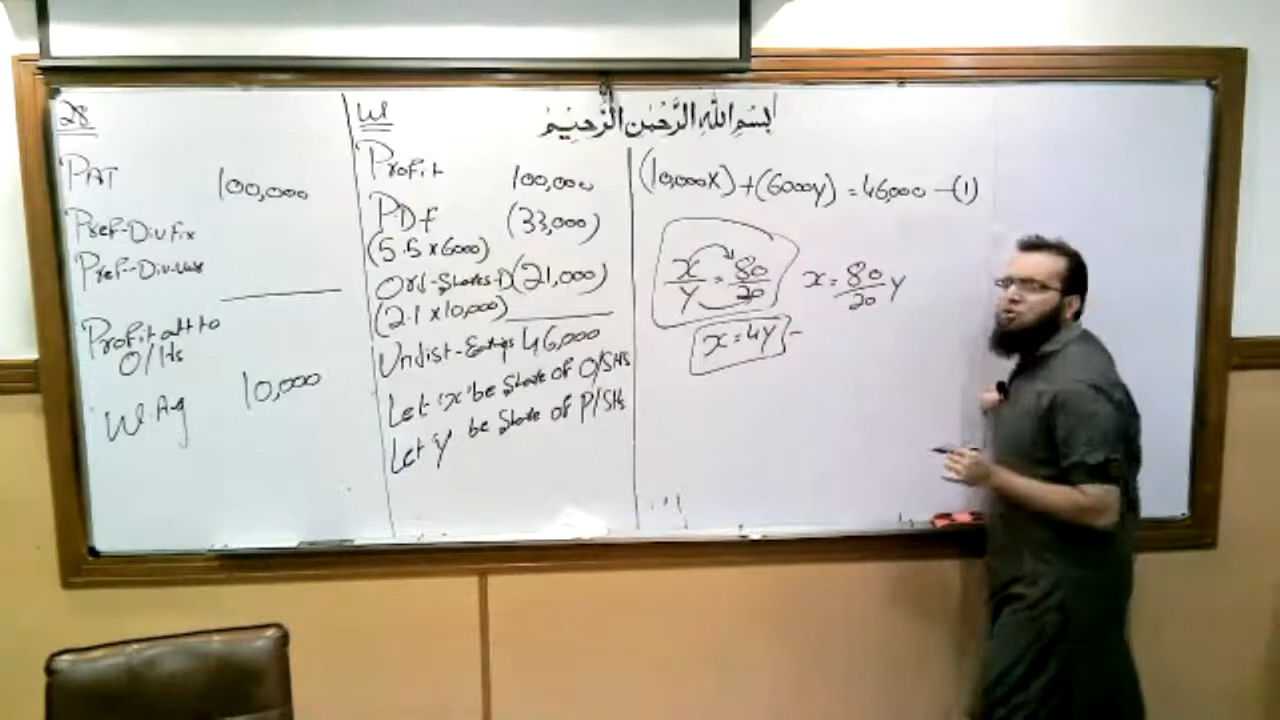 بِسْمِ اللهِ الرَّحْمٰنِ الرَّحِيْمِ
28
PAT 100,000
Pref-Div Fix
Pref-Div-
Profit att to
O/Hs
W.Avg 10,000
W1
Profit 100,000
PDF (33,000)
(5.5 x 6000)
Ord-Shares-D (21,000)
(2.1 x 10,000)
Undist-Earnings 46,000
Let 'x' be Share of O/SHs
Let y be Share of P/SHs
(10,000x) + (6000y) = 46,000 - (1)
x/y = 80/20
x = 80/20 y
x = 4y -